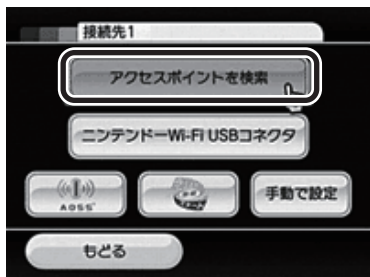 接続先1
アクセスポイントを検索
ニンテンドーWi-Fi USBコネクタ
AOSS
手動で設定
もどる